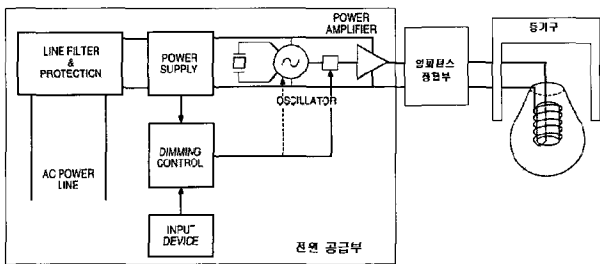 LINE FILTER
&
PROTECTION
POWER
SUPPLY
POWER
AMPLIFIER
OSCILLATOR
임피던스
정합부
등기구
AC POWER
LINE
DIMMING
CONTROL
INPUT
DEVICE
전원 공급부